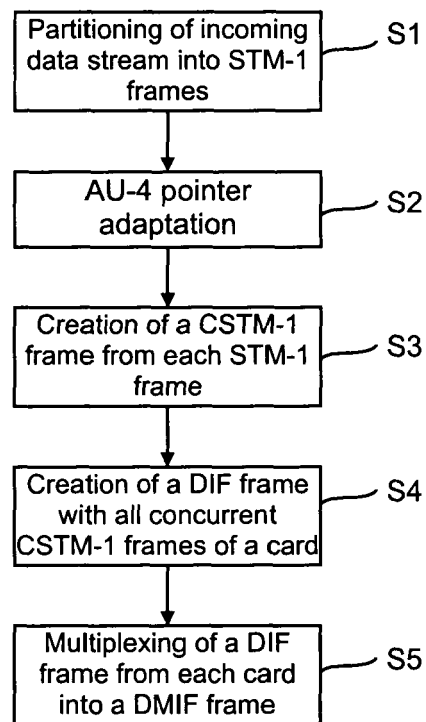 Partitioning of incoming
data stream into STM-1
frames
S1
AU-4 pointer
adaptation
S2
Creation of a CSTM-1
frame from each STM-1
frame
S3
Creation of a DIF frame
with all concurrent
CSTM-1 frames of a card
S4
Multiplexing of a DIF
frame from each card
into a DMIF frame
S5